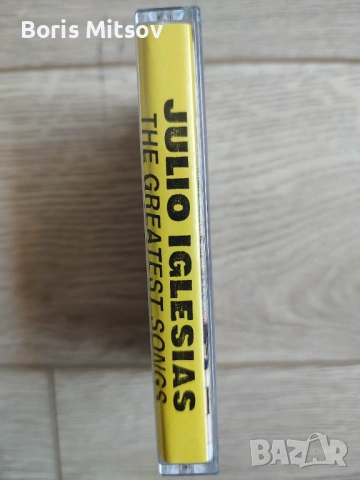 Boris Mitsov
JULIO IGLESIAS
THE GREATEST SONGS
BAZAR